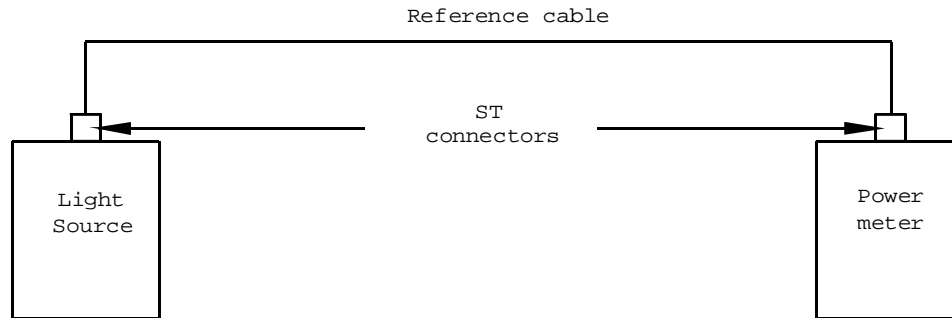 Reference cable
ST
connectors
Light
Source
Power
meter